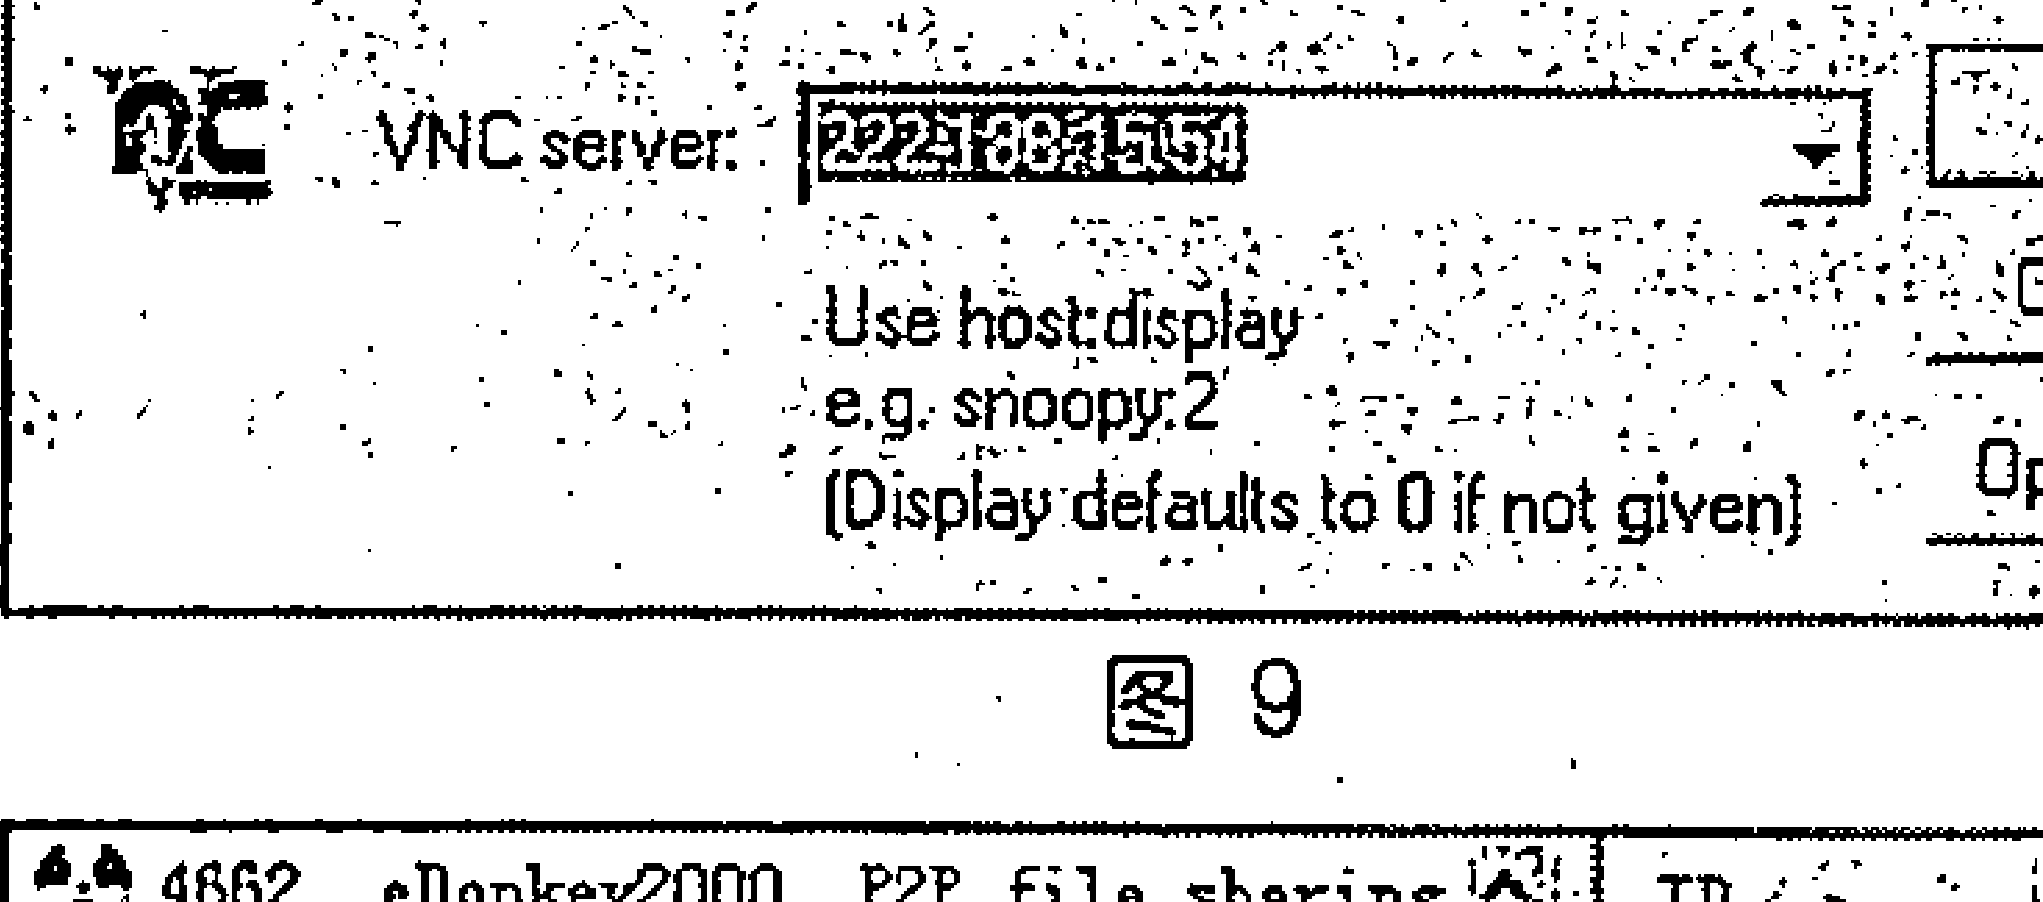 VNC server:
Use host:display
e.g. snoopy:2
(Display defaults to 0 if not given)
Op
图 9
4662 eDonkey2000 P2P file sharing